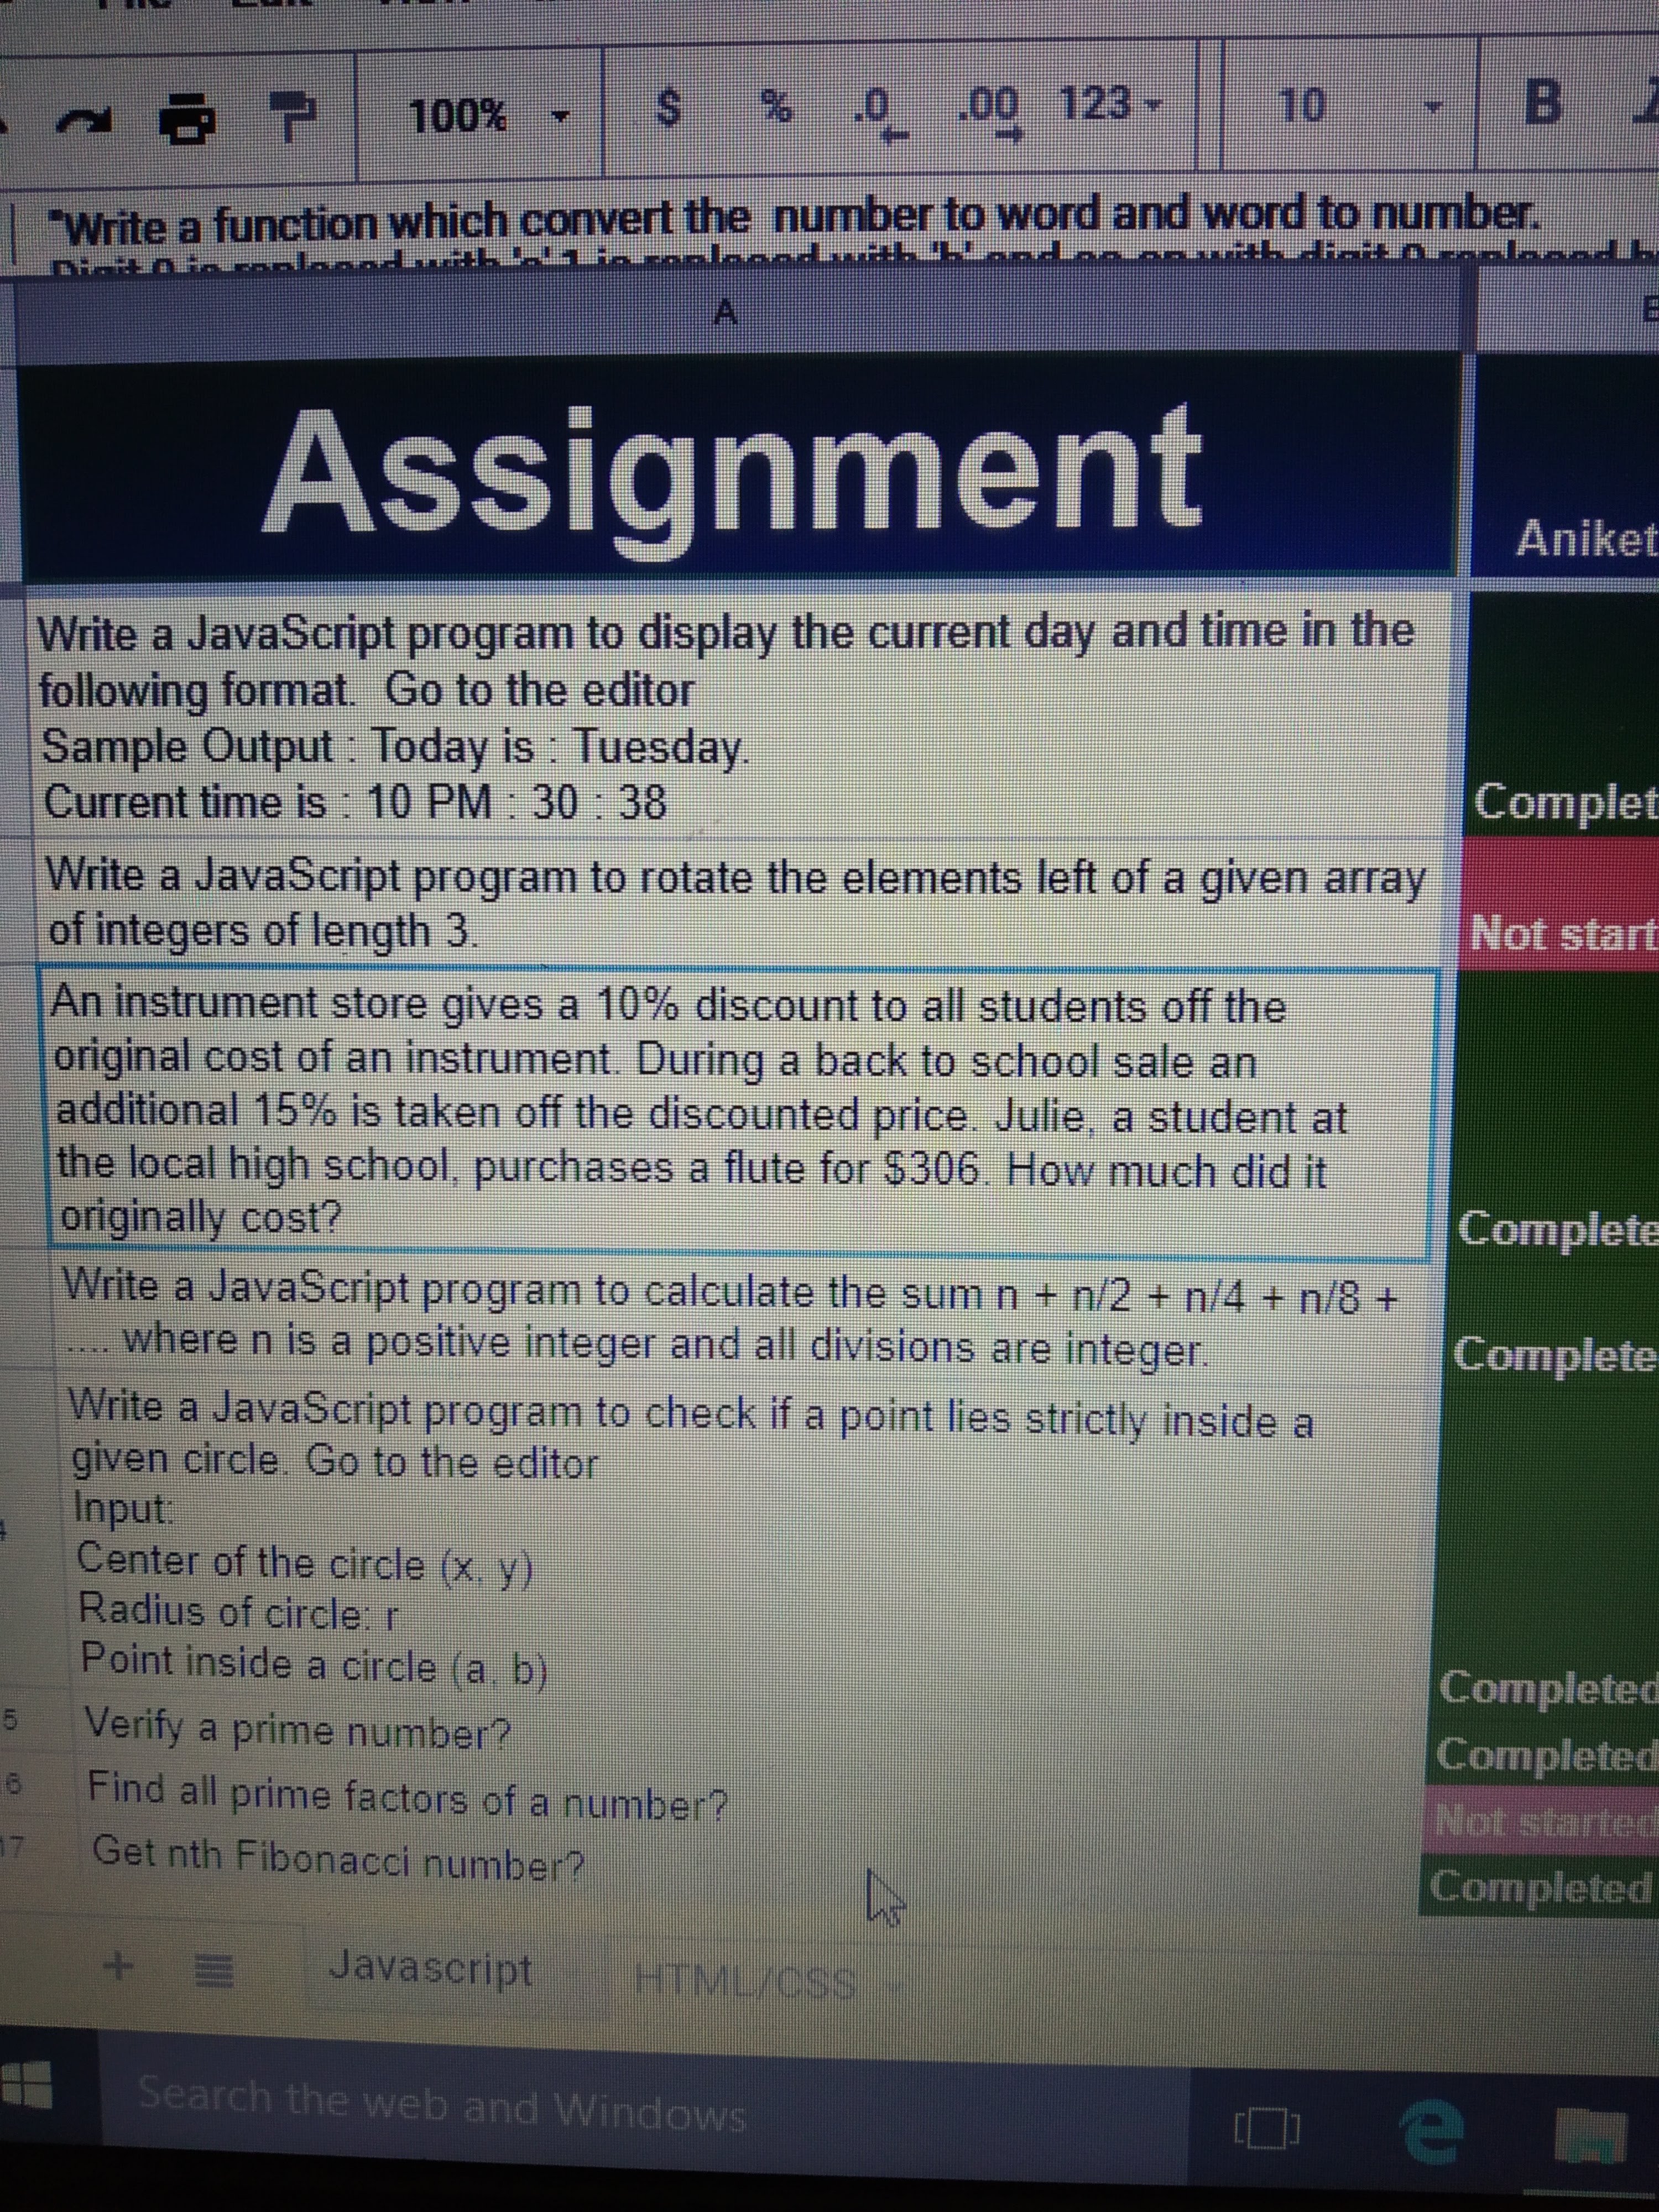 100%
$ % .0 .00 123 10 B
"Write a function which convert the number to word and word to number.
A
Assignment
Aniket
Write a JavaScript program to display the current day and time in the
following format. Go to the editor
Sample Output : Today is : Tuesday.
Current time is : 10 PM : 30 : 38
Complet
Write a JavaScript program to rotate the elements left of a given array
of integers of length 3.
Not start
An instrument store gives a 10% discount to all students off the
original cost of an instrument. During a back to school sale an
additional 15% is taken off the discounted price. Julie, a student at
the local high school, purchases a flute for $306. How much did it
originally cost?
Complete
Write a JavaScript program to calculate the sum n + n/2 + n/4 + n/8 +
.... where n is a positive integer and all divisions are integer.
Complete
Write a JavaScript program to check if a point lies strictly inside a
given circle. Go to the editor
Input:
Center of the circle (x, y)
Radius of circle: r
Point inside a circle (a, b)
Completed
5 Verify a prime number?
Completed
6 Find all prime factors of a number?
Not started
17 Get nth Fibonacci number?
Completed
+ Javascript HTML/CSS
Search the web and Windows